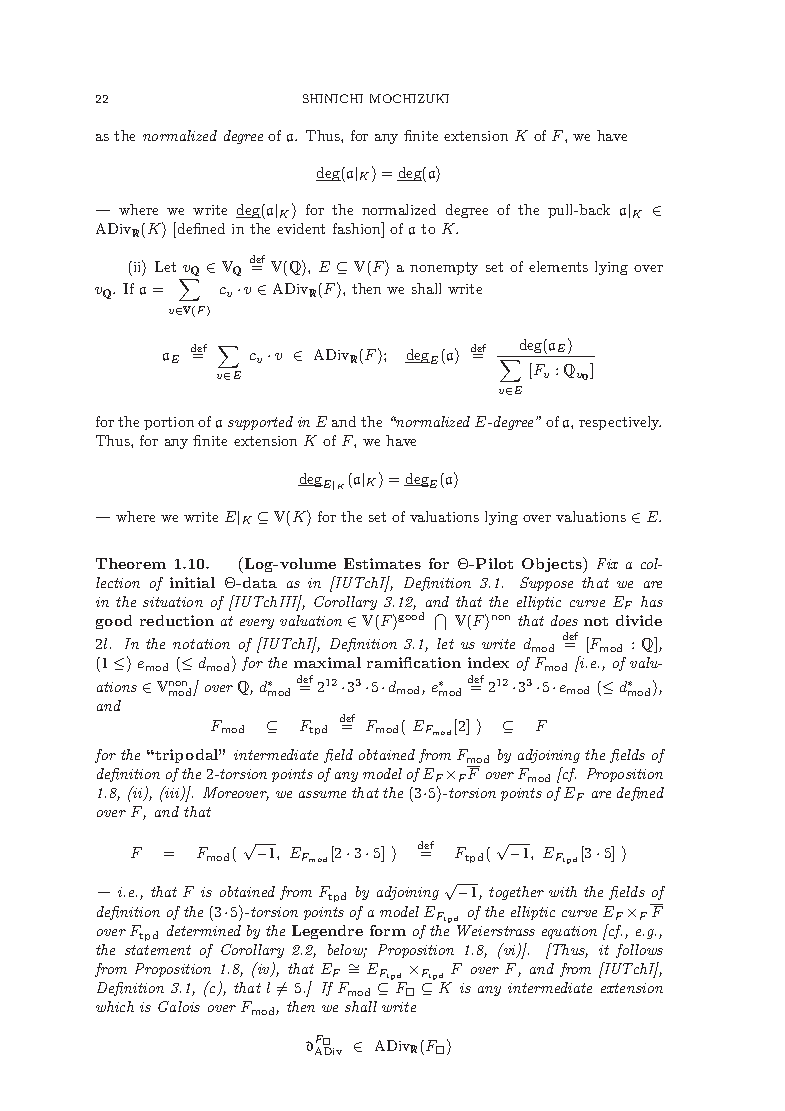 22 SHINICHI MOCHIZUKI
as the normalized degree of 𝔞. Thus, for any finite extension K of F, we have
deg(𝔞|_K) = deg(𝔞)
— where we write deg(𝔞|_K) for the normalized degree of the pull-back 𝔞|_K ∈
ADiv_ℝ(K) [defined in the evident fashion] of 𝔞 to K.
(ii) Let v_ℚ ∈ 𝕍_ℚ def= 𝕍(ℚ), E ⊆ 𝕍(F) a nonempty set of elements lying over
v_ℚ. If 𝔞 = ∑_{v∈𝕍(F)} c_v · v ∈ ADiv_ℝ(F), then we shall write
𝔞_E def= ∑_{v∈E} c_v · v ∈ ADiv_ℝ(F); deg_E(𝔞) def= deg(𝔞_E) / ∑_{v∈E} [F_v : ℚ_{v_ℚ}]
for the portion of 𝔞 supported in E and the “normalized E-degree” of 𝔞, respectively.
Thus, for any finite extension K of F, we have
deg_{E|_K}(𝔞|_K) = deg_E(𝔞)
— where we write E|_K ⊆ 𝕍(K) for the set of valuations lying over valuations ∈ E.
Theorem 1.10. (Log-volume Estimates for Θ-Pilot Objects) Fix a col-
lection of initial Θ-data as in [IUTchI], Definition 3.1. Suppose that we are
in the situation of [IUTchIII], Corollary 3.12, and that the elliptic curve E_F has
good reduction at every valuation ∈ 𝕍(F)^good ⋂ 𝕍(F)^non that does not divide
2l. In the notation of [IUTchI], Definition 3.1, let us write d_mod def= [F_mod : ℚ],
(1 ≤) e_mod (≤ d_mod) for the maximal ramification index of F_mod [i.e., of valu-
ations ∈ 𝕍^non_mod] over ℚ, d*_mod def= 2^12·3^3·5·d_mod, e*_mod def= 2^12·3^3·5·e_mod (≤ d*_mod),
and
F_mod ⊆ F_tpd def= F_mod( E_{F_mod}[2] ) ⊆ F
for the “tripodal” intermediate field obtained from F_mod by adjoining the fields of
definition of the 2-torsion points of any model of E_F ×_F F̅ over F_mod [cf. Proposition
1.8, (ii), (iii)]. Moreover, we assume that the (3·5)-torsion points of E_F are defined
over F, and that
F = F_mod( √−1, E_{F_mod}[2 · 3 · 5] ) def= F_tpd( √−1, E_{F_tpd}[3 · 5] )
— i.e., that F is obtained from F_tpd by adjoining √−1, together with the fields of
definition of the (3·5)-torsion points of a model E_{F_tpd} of the elliptic curve E_F ×_F F̅
over F_tpd determined by the Legendre form of the Weierstrass equation [cf., e.g.,
the statement of Corollary 2.2, below; Proposition 1.8, (vi)]. [Thus, it follows
from Proposition 1.8, (iv), that E_F ≅ E_{F_tpd} ×_{F_tpd} F over F, and from [IUTchI],
Definition 3.1, (c), that l ≠ 5.] If F_mod ⊆ F_□ ⊆ K is any intermediate extension
which is Galois over F_mod, then we shall write
𝔡^{F_□}_ADiv ∈ ADiv_ℝ(F_□)